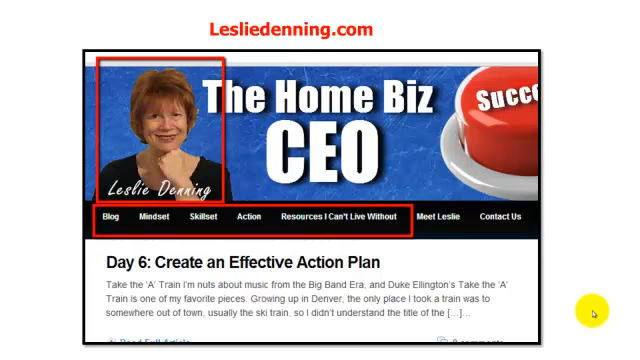 Lesliedenning.com
The Home Biz
CEO
Leslie Denning
Blog Mindset Skillset Action Resources I Can't Live Without Meet Leslie Contact Us
Day 6: Create an Effective Action Plan
Take the 'A' Train I'm nuts about music from the Big Band Era, and Duke Ellington's Take the 'A'
Train is one of my favorite pieces. Growing up in Denver, the only place I took a train was to
somewhere out of town, usually the ski train, so I didn't understand the title of the [...]...
Read Full Article